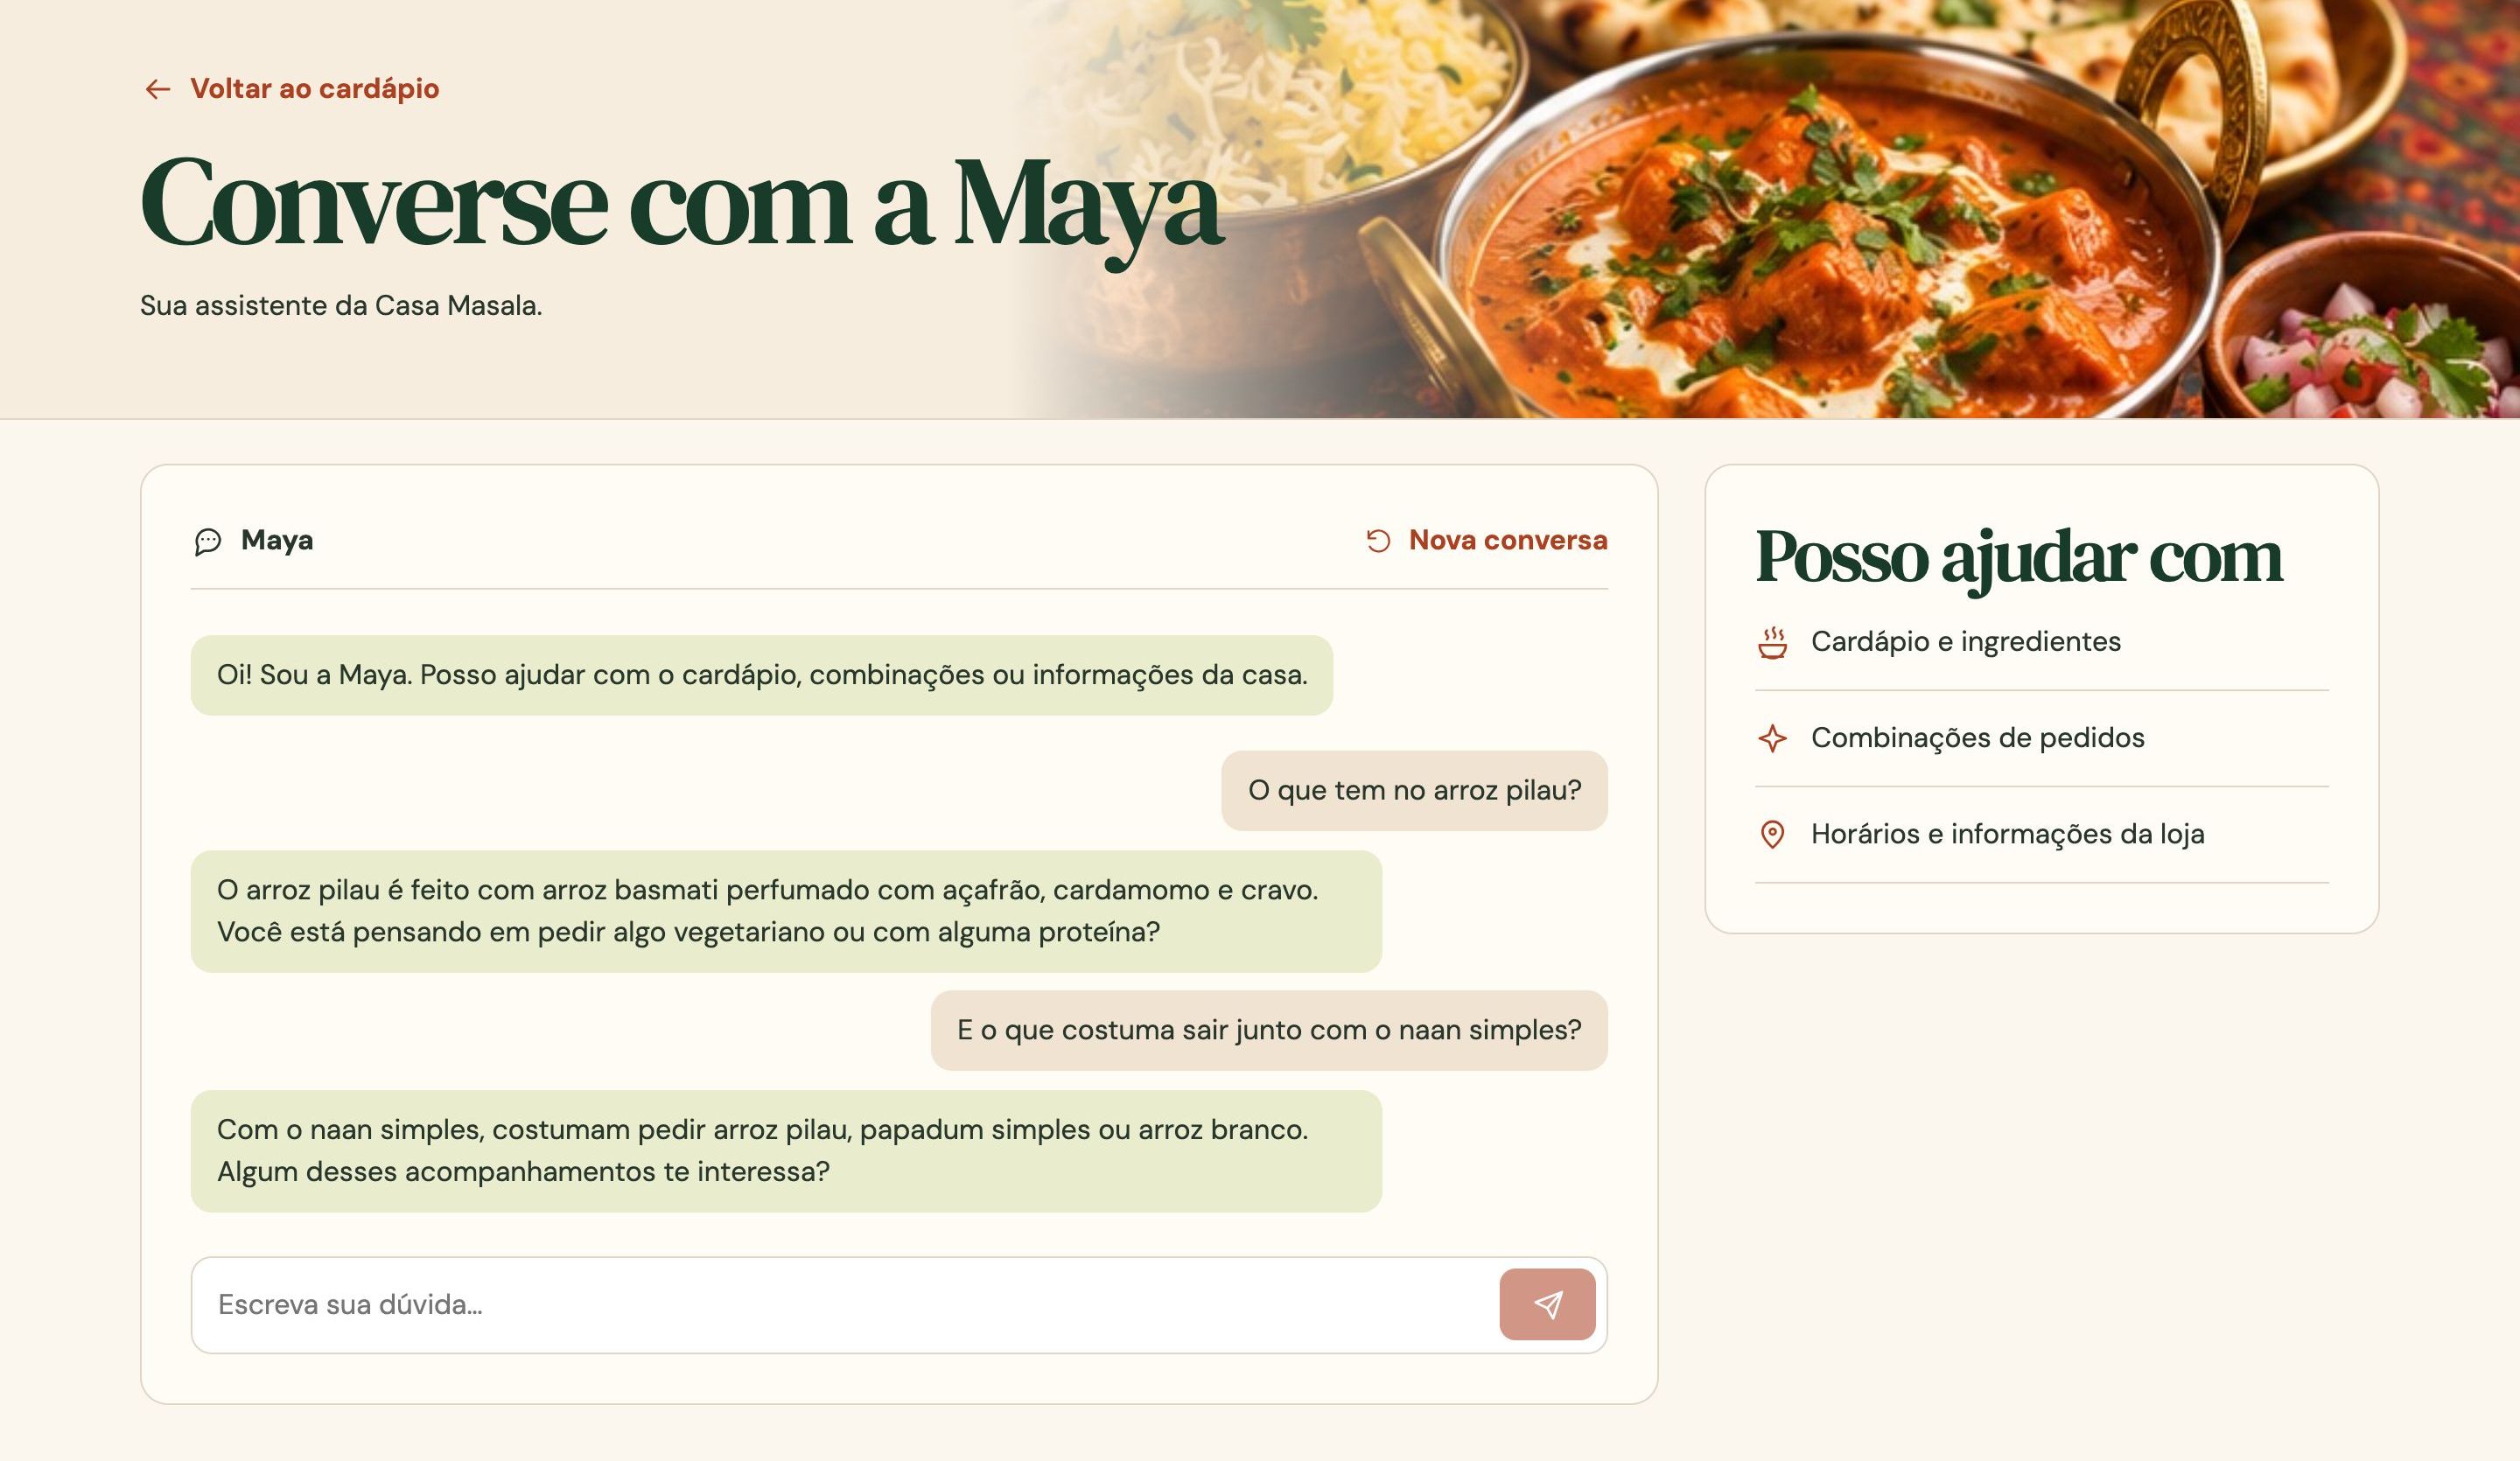 Voltar ao cardápio
Converse com a Maya
Sua assistente da Casa Masala.
Maya
Nova conversa
Oi! Sou a Maya. Posso ajudar com o cardápio, combinações ou informações da casa.
O que tem no arroz pilau?
O arroz pilau é feito com arroz basmati perfumado com açafrão, cardamomo e cravo.
Você está pensando em pedir algo vegetariano ou com alguma proteína?
E o que costuma sair junto com o naan simples?
Com o naan simples, costumam pedir arroz pilau, papadum simples ou arroz branco.
Algum desses acompanhamentos te interessa?
Escreva sua dúvida...
Posso ajudar com
Cardápio e ingredientes
Combinações de pedidos
Horários e informações da loja